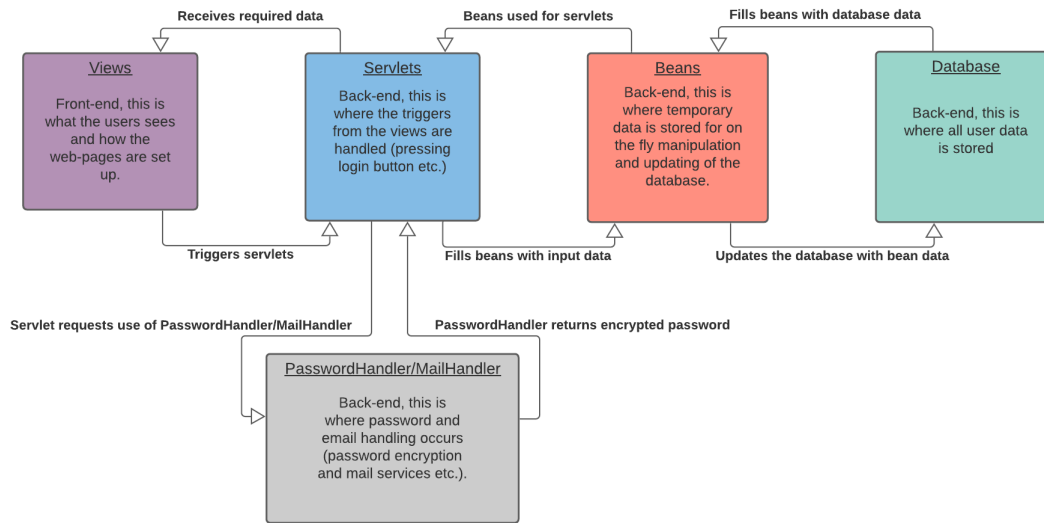 Receives required data
Beans used for servlets
Fills beans with database data
Views
Front-end, this is
what the users sees
and how the
web-pages are set
up.
Servlets
Back-end, this is
where the triggers
from the views are
handled (pressing
login button etc.)
Beans
Back-end, this is
where temporary
data is stored for on
the fly manipulation
and updating of the
database.
Database
Back-end, this is
where all user data
is stored
Triggers servlets
Fills beans with input data
Updates the database with bean data
Servlet requests use of PasswordHandler/MailHandler
PasswordHandler returns encrypted password
PasswordHandler/MailHandler
Back-end, this is
where password and
email handling occurs
(password encryption
and mail services etc.).